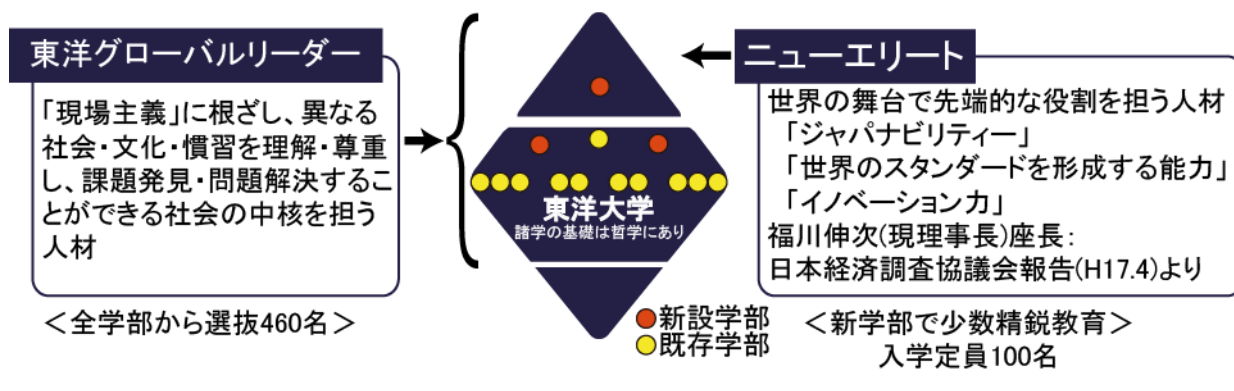 東洋グローバルリーダー
「現場主義」に根ざし、異なる
社会・文化・慣習を理解・尊重
し、課題発見・問題解決するこ
とができる社会の中核を担う
人材
＜全学部から選抜460名＞
東洋大学
諸学の基礎は哲学にあり
新設学部
既存学部
ニューエリート
世界の舞台で先端的な役割を担う人材
「ジャパナビリティー」
「世界のスタンダードを形成する能力」
「イノベーション力」
福川伸次(現理事長)座長：
日本経済調査協議会報告(H17.4)より
＜新学部で少数精鋭教育＞
入学定員100名